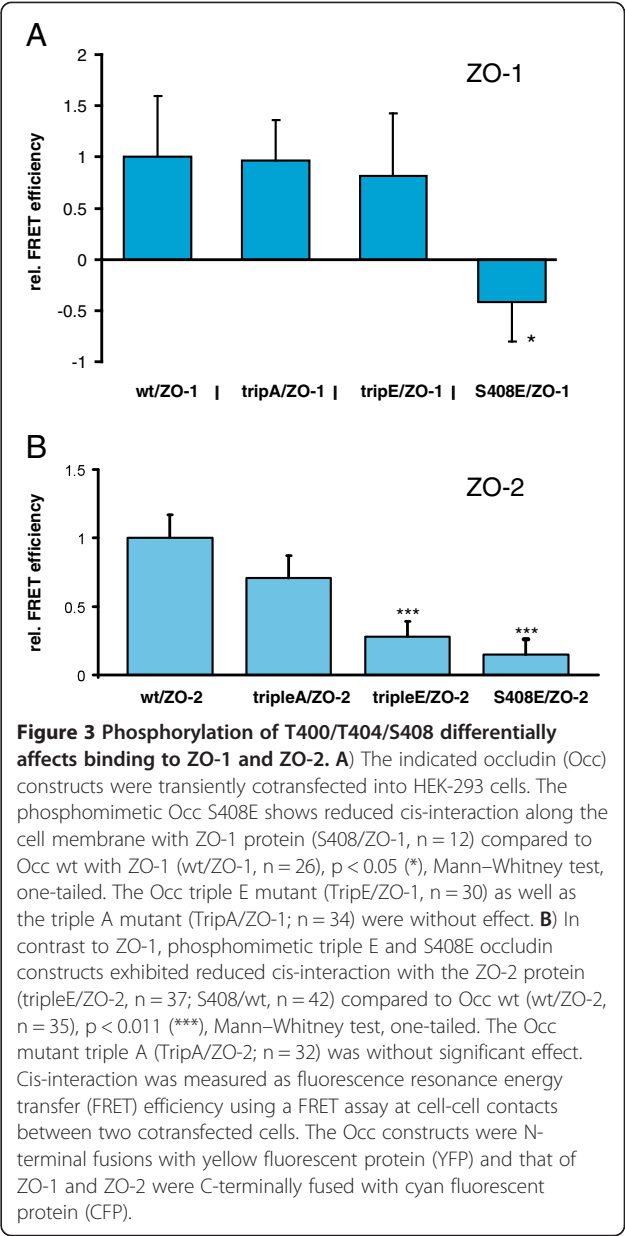 A
ZO-1
rel. FRET efficiency
2
1.5
1
0.5
0
-0.5
-1
*
wt/ZO-1 | tripA/ZO-1 | tripE/ZO-1 | S408E/ZO-1
B
ZO-2
rel. FRET efficiency
1.5
1
0.5
0
***
***
wt/ZO-2 tripleA/ZO-2 tripleE/ZO-2 S408E/ZO-2
Figure 3 Phosphorylation of T400/T404/S408 differentially
affects binding to ZO-1 and ZO-2. A) The indicated occludin (Occ)
constructs were transiently cotransfected into HEK-293 cells. The
phosphomimetic Occ S408E shows reduced cis-interaction along the
cell membrane with ZO-1 protein (S408/ZO-1, n = 12) compared to
Occ wt with ZO-1 (wt/ZO-1, n = 26), p < 0.05 (*), Mann–Whitney test,
one-tailed. The Occ triple E mutant (TripE/ZO-1, n = 30) as well as
the triple A mutant (TripA/ZO-1; n = 34) were without effect. B) In
contrast to ZO-1, phosphomimetic triple E and S408E occludin
constructs exhibited reduced cis-interaction with the ZO-2 protein
(tripleE/ZO-2, n = 37; S408/wt, n = 42) compared to Occ wt (wt/ZO-2,
n = 35), p < 0.011 (***), Mann–Whitney test, one-tailed. The Occ
mutant triple A (TripA/ZO-2; n = 32) was without significant effect.
Cis-interaction was measured as fluorescence resonance energy
transfer (FRET) efficiency using a FRET assay at cell-cell contacts
between two cotransfected cells. The Occ constructs were N-
terminal fusions with yellow fluorescent protein (YFP) and that of
ZO-1 and ZO-2 were C-terminally fused with cyan fluorescent
protein (CFP).